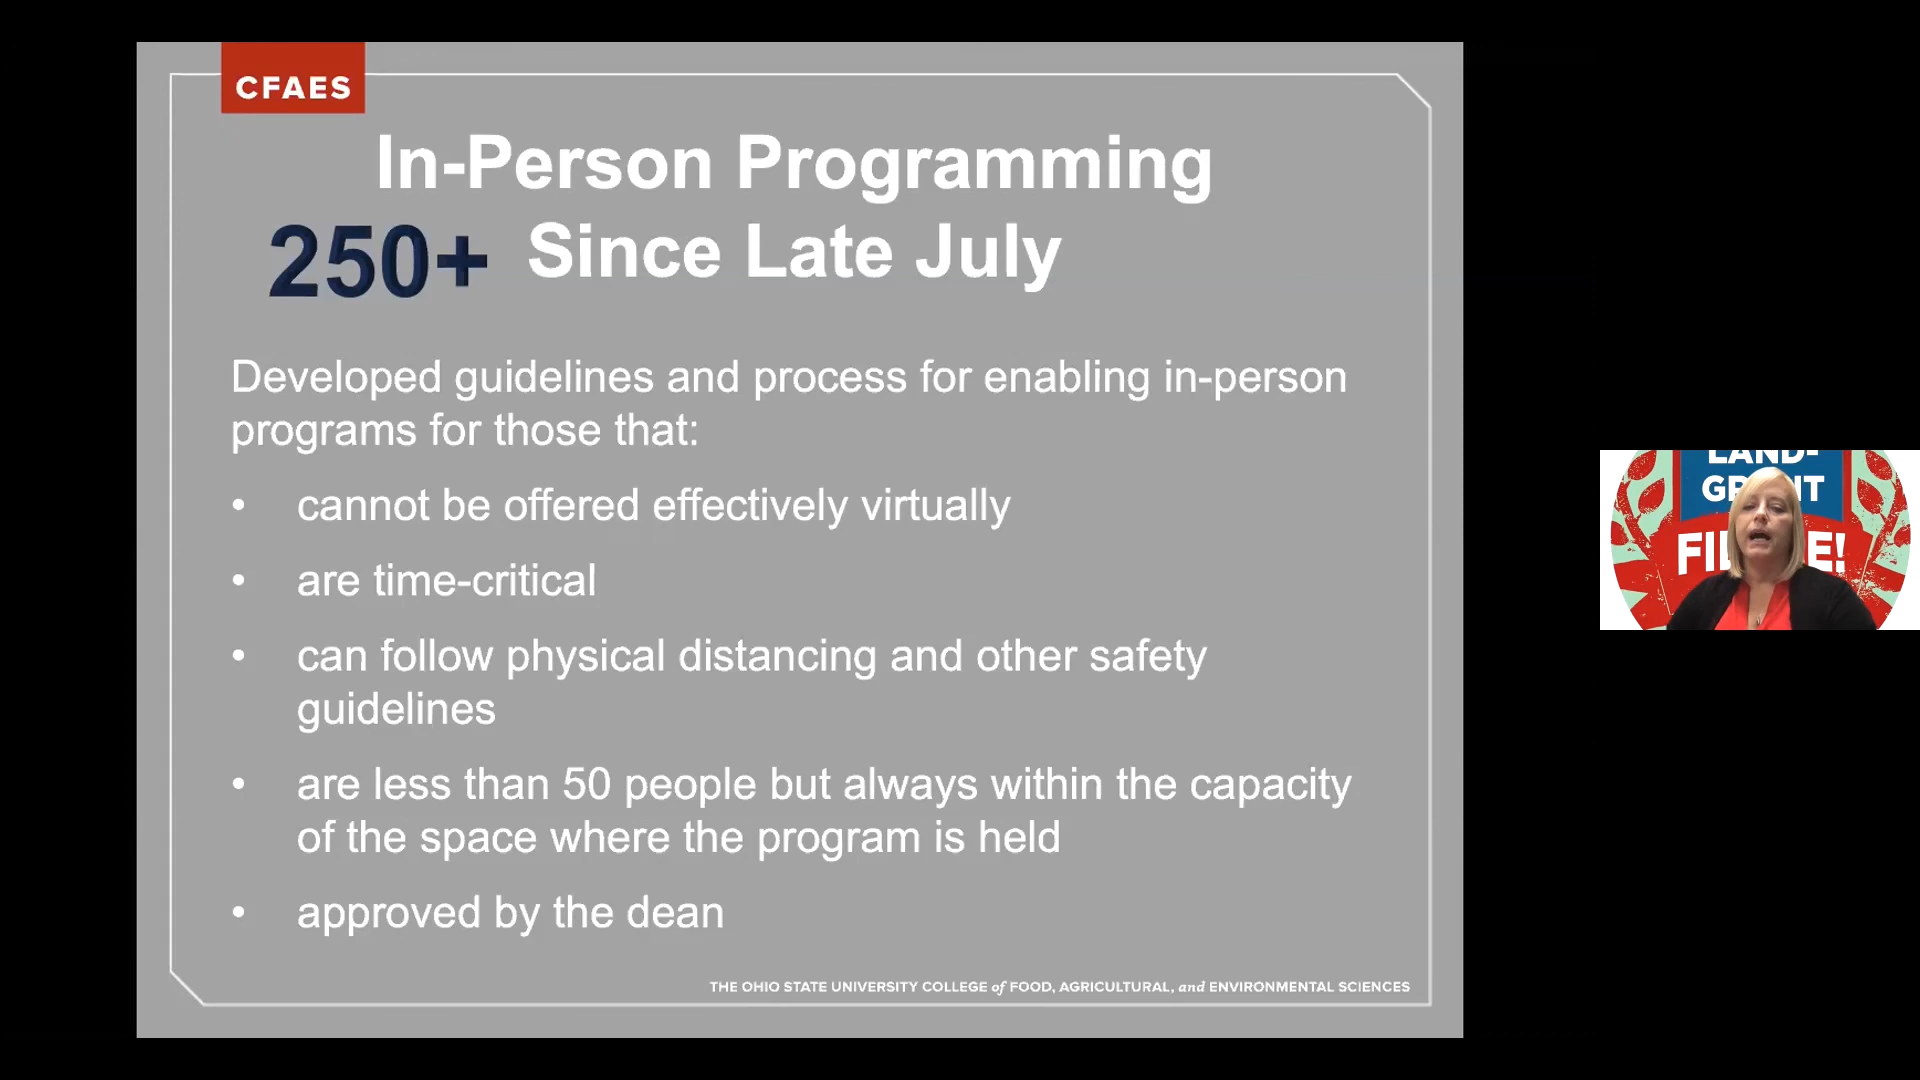 CFAES
In-Person Programming
250+ Since Late July
Developed guidelines and process for enabling in-person
programs for those that:
• cannot be offered effectively virtually
• are time-critical
• can follow physical distancing and other safety
guidelines
• are less than 50 people but always within the capacity
of the space where the program is held
• approved by the dean
THE OHIO STATE UNIVERSITY COLLEGE of FOOD, AGRICULTURAL, and ENVIRONMENTAL SCIENCES
LAND-